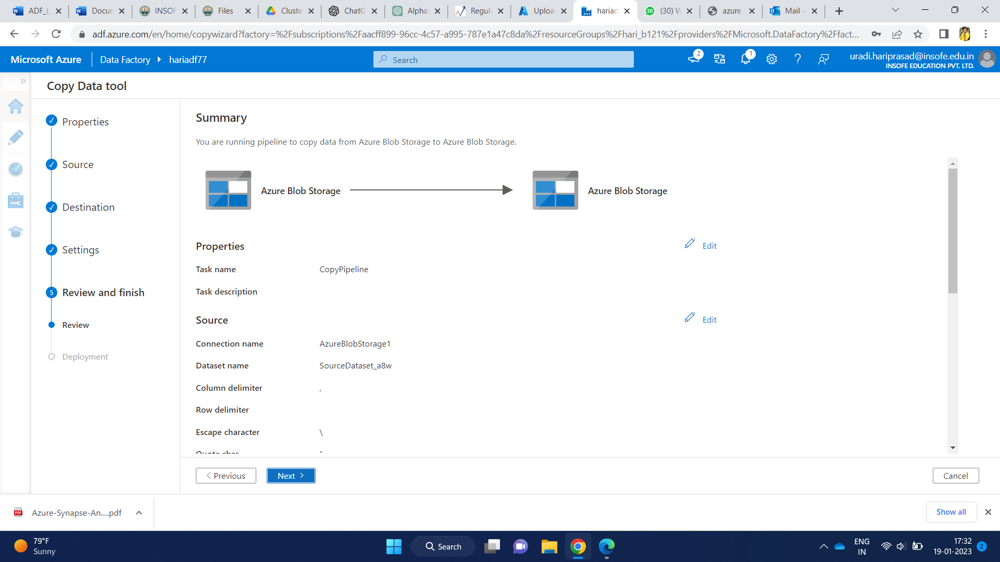 ADF_L
Docun
INSOF
Files
Cluste
ChatG
Alphar
Regula
Uploa
hariad
30
(30) W
azure
Mail -
adf.azure.com/en/home/copywizard?factory=%2Fsubscriptions%2Faacff899-96cc-4c57-a995-787e1a47c8da%2FresourceGroups%2Fhari_b121%2Fproviders%2FMicrosoft.DataFactory%2Ffact...
Microsoft Azure
Data Factory
hariadf77
Search
2
1
uradi.hariprasad@insofe.edu.in
INSOFE EDUCATION PVT. LTD.
Copy Data tool
Properties
Source
Destination
Settings
5
Review and finish
Review
Deployment
Summary
You are running pipeline to copy data from Azure Blob Storage to Azure Blob Storage.
Azure Blob Storage
Azure Blob Storage
Properties
Edit
Task name CopyPipeline
Task description
Source
Edit
Connection name AzureBlobStorage1
Dataset name SourceDataset_a8w
Column delimiter ,
Row delimiter
Escape character \
Quote char "
Previous
Next
Cancel
PDF
Azure-Synapse-An....pdf
Show all
79°F
Sunny
Search
ENG
IN
17:32
19-01-2023
2